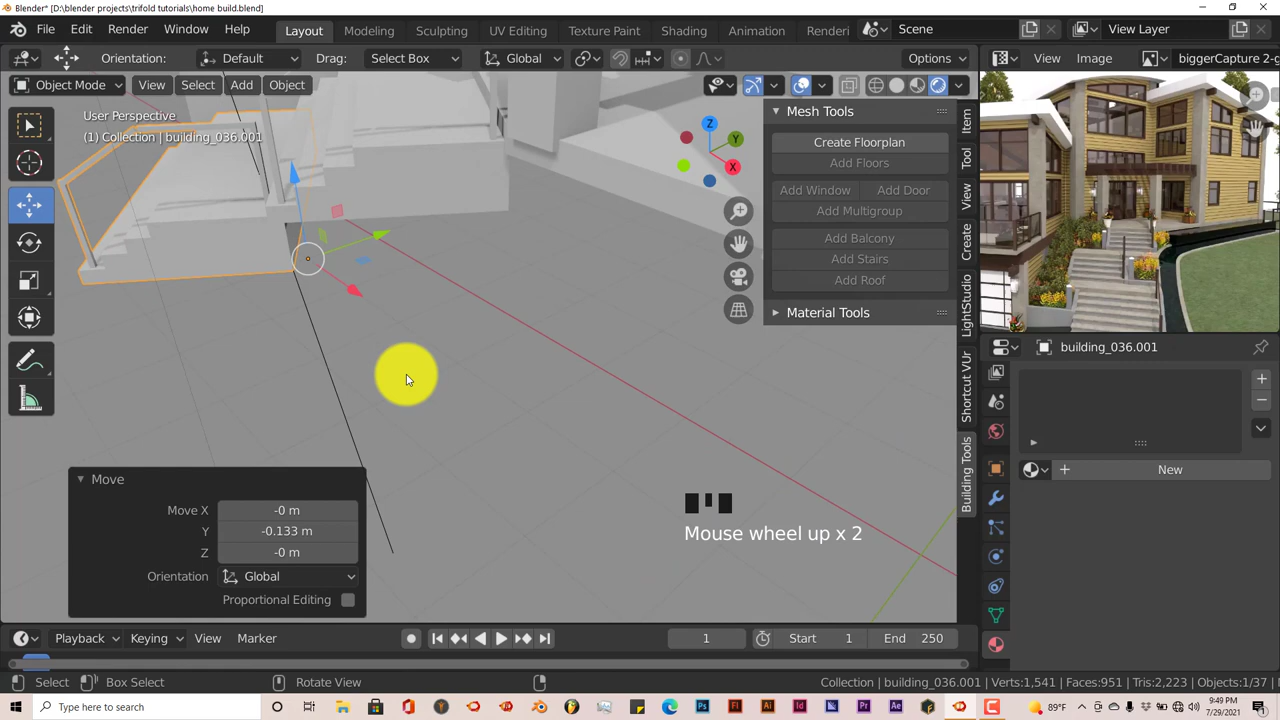 Blender* [D:\blender projects\trifold tutorials\home build.blend]
File Edit Render Window Help Layout Modeling Sculpting UV Editing Texture Paint Shading Animation Renderi Scene View Layer
Orientation: Default Drag: Select Box Global Options View Image biggerCapture 2-g
Object Mode View Select Add Object
User Perspective
(1) Collection | building_036.001
Mesh Tools
Create Floorplan
Add Floors
Add Window Add Door
Add Multigroup
Add Balcony
Add Stairs
Add Roof
Material Tools
Z
Y
X
Item
Tool
View
Create
LightStudio
Shortcut VUr
Building Tools
building_036.001
New
Move
Move X -0 m
Y -0.133 m
Z -0 m
Orientation Global
Proportional Editing
Mouse wheel up x 2
Playback Keying View Marker 1 Start 1 End 250
Select Box Select Rotate View Collection | building_036.001 | Verts:1,541 | Faces:951 | Tris:2,223 | Objects:1/37
Type here to search 89°F 9:49 PM
7/29/2021